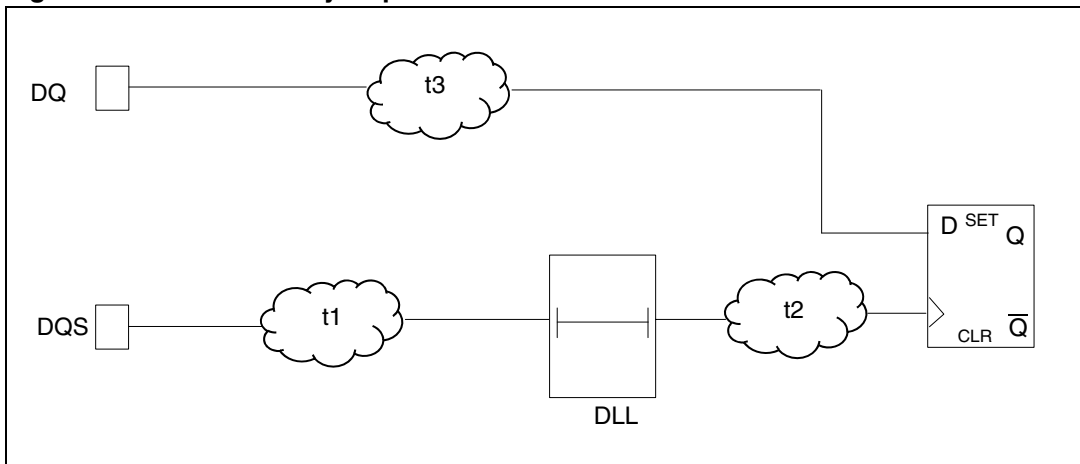 DQ
t3
D SET Q
DQS
t1
t2
CLR Q̅
DLL